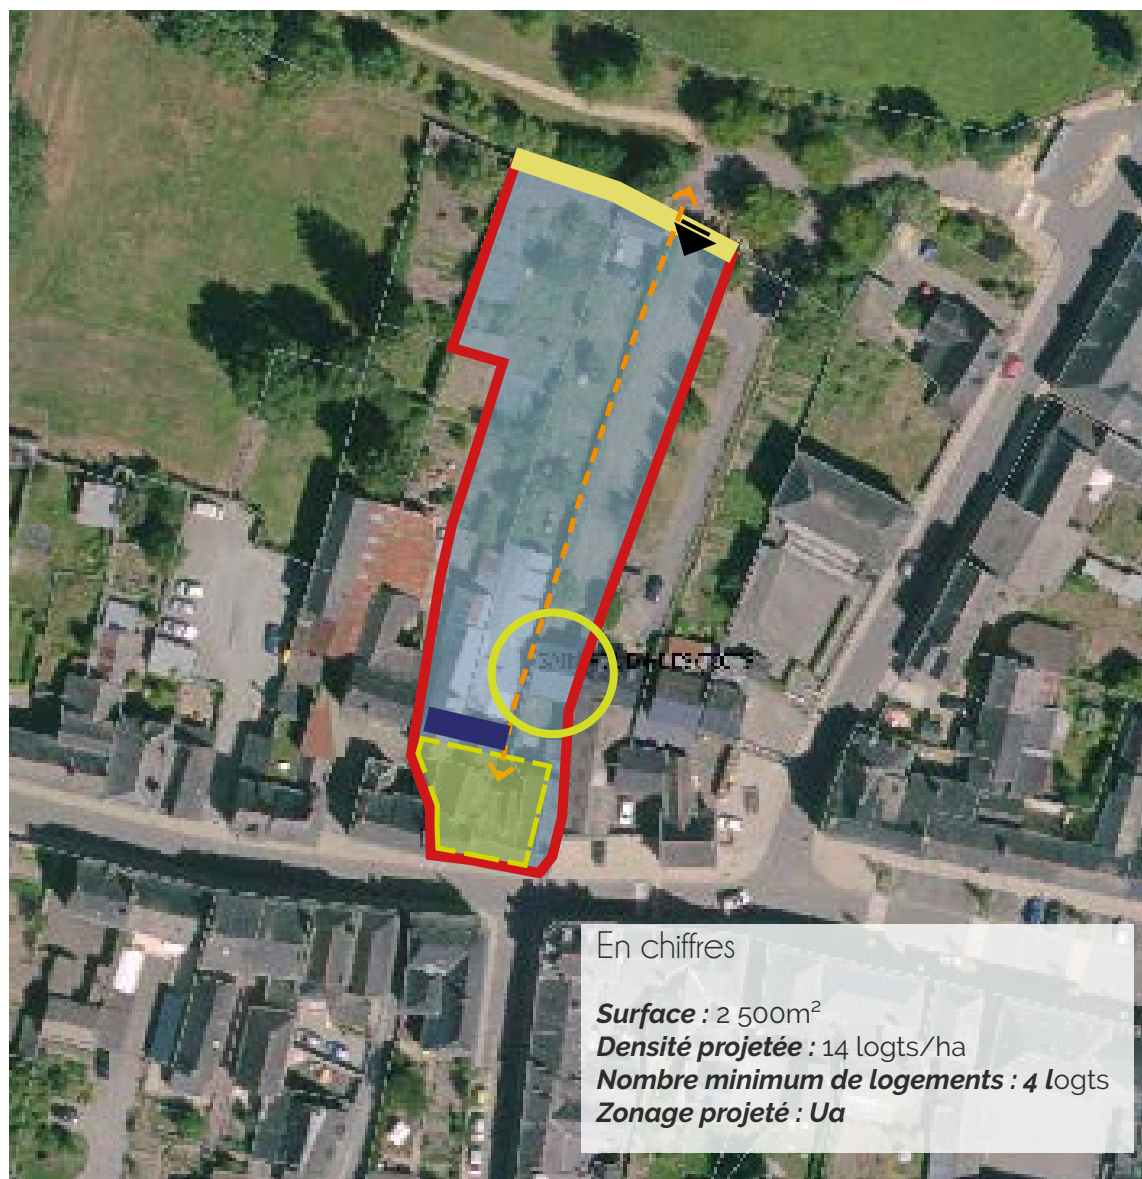 En chiffres
Surface : 2 500m²
Densité projetée : 14 logts/ha
Nombre minimum de logements : 4 logts
Zonage projeté : Ua